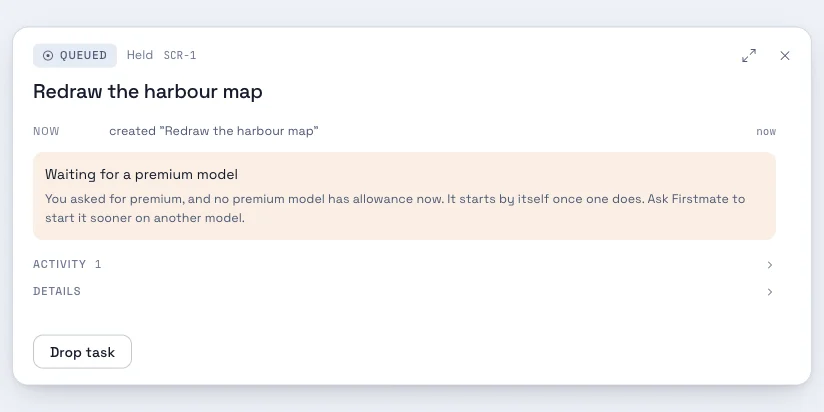 QUEUED Held SCR-1
Redraw the harbour map
NOW created "Redraw the harbour map" now
Waiting for a premium model
You asked for premium, and no premium model has allowance now. It starts by itself once one does. Ask Firstmate to
start it sooner on another model.
ACTIVITY 1
DETAILS
Drop task